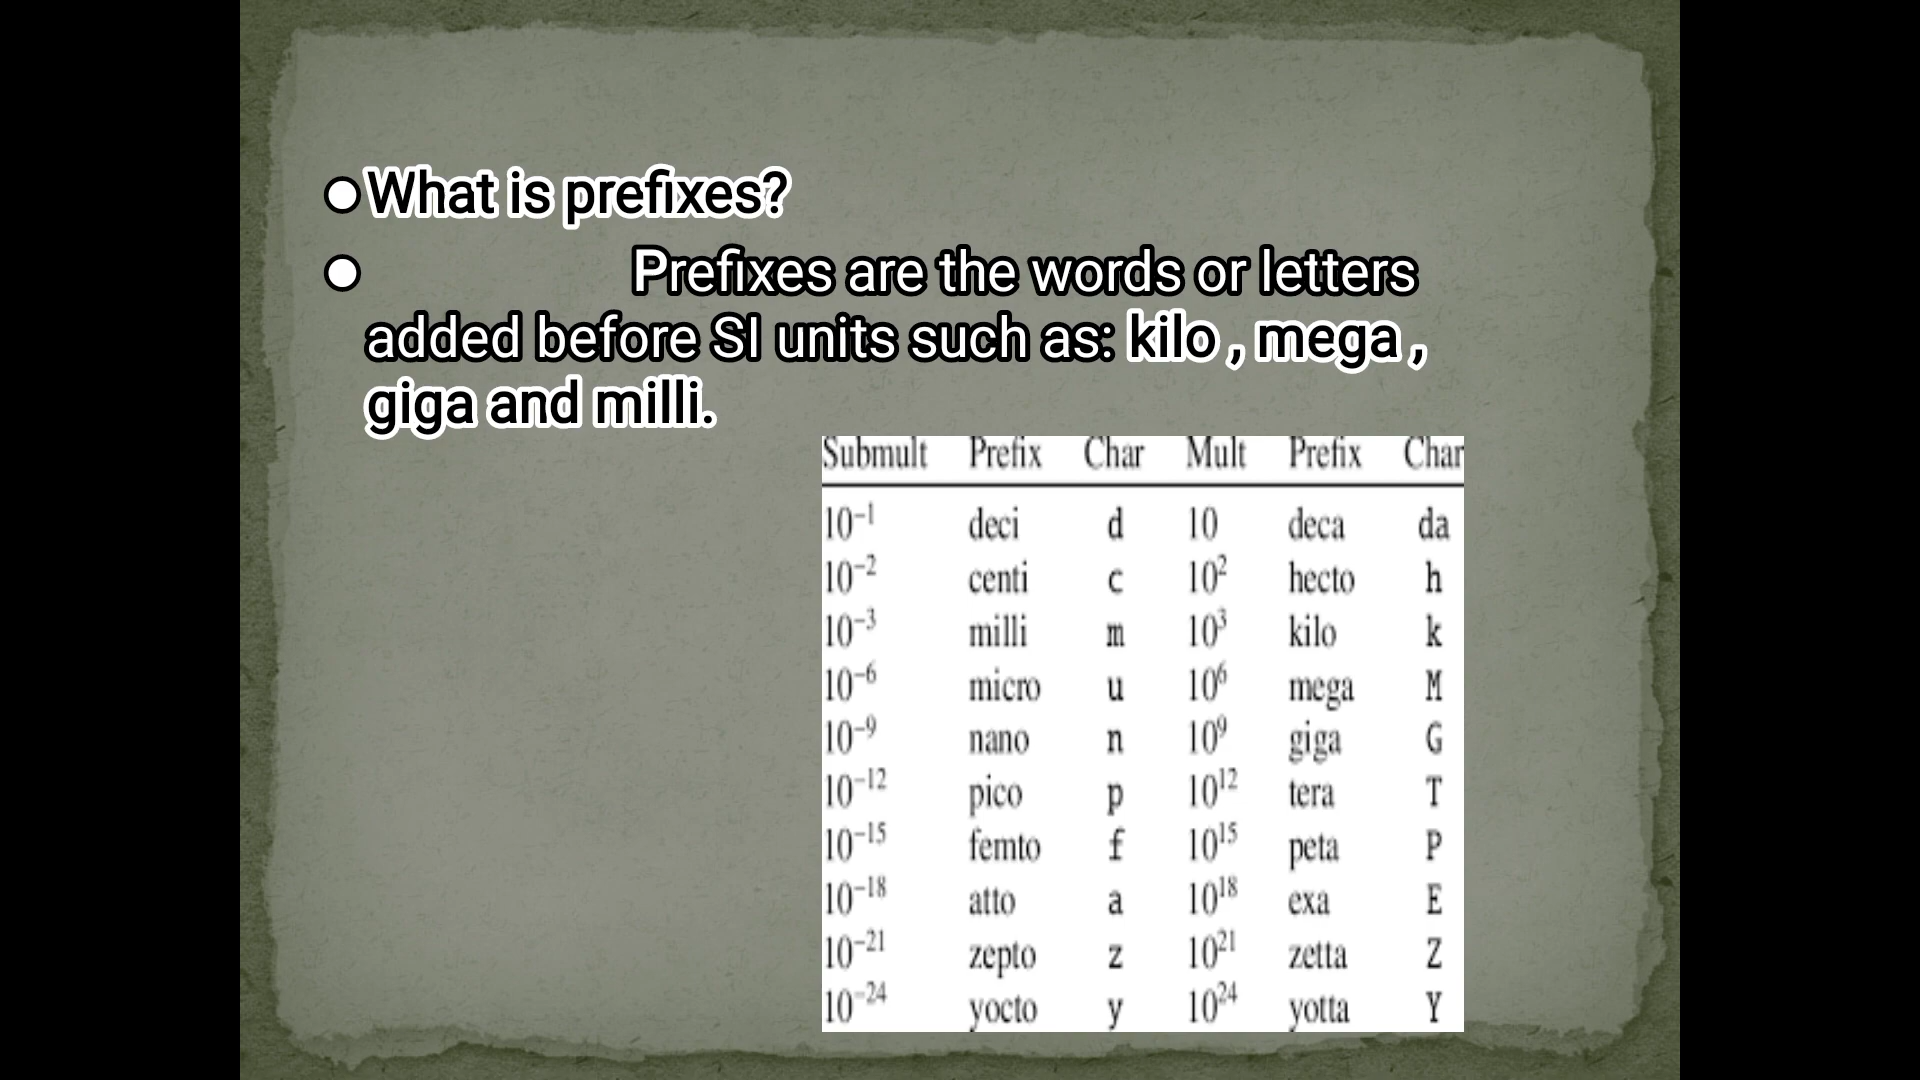 What is prefixes?
Prefixes are the words or letters
added before SI units such as: kilo , mega ,
giga and milli.
Submult Prefix Char Mult Prefix Char
10⁻¹ deci d 10 deca da
10⁻² centi c 10² hecto h
10⁻³ milli m 10³ kilo k
10⁻⁶ micro u 10⁶ mega M
10⁻⁹ nano n 10⁹ giga G
10⁻¹² pico p 10¹² tera T
10⁻¹⁵ femto f 10¹⁵ peta P
10⁻¹⁸ atto a 10¹⁸ exa E
10⁻²¹ zepto z 10²¹ zetta Z
10⁻²⁴ yocto y 10²⁴ yotta Y